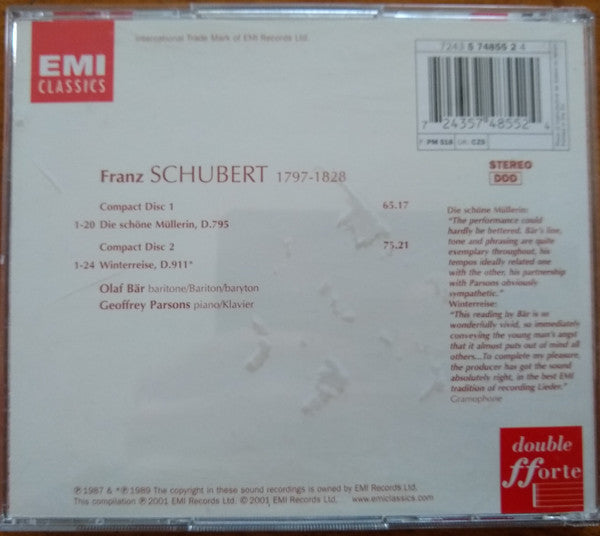 International Trade Mark of EMI Records Ltd.
EMI
CLASSICS
7243 5 74855 2 4
7 24357 48552 4
F: PM 518 UK: CZS
STEREO
DDD
Franz SCHUBERT 1797-1828
Compact Disc 1 65.17
1-20 Die schöne Müllerin, D.795
Compact Disc 2 75.21
1-24 Winterreise, D.911*
Olaf Bär baritone/Bariton/baryton
Geoffrey Parsons piano/Klavier
Die schöne Müllerin:
"The performance could
hardly be bettered. Bär's line,
tone and phrasing are quite
exemplary throughout, his
tempos ideally related one
with the other, his partnership
with Parsons obviously
sympathetic."
Winterreise:
"This reading by Bär is so
wonderfully vivid, so immediately
conveying the young man's angst
that it almost puts out of mind all
others...To complete my pleasure,
the producer has got the sound
absolutely right, in the best EMI
tradition of recording Lieder."
Gramophone
double
fforte
℗ 1987 & *℗ 1989 The copyright in these sound recordings is owned by EMI Records Ltd.
This compilation ℗ 2001 EMI Records Ltd. © 2001 EMI Records Ltd. www.emiclassics.com